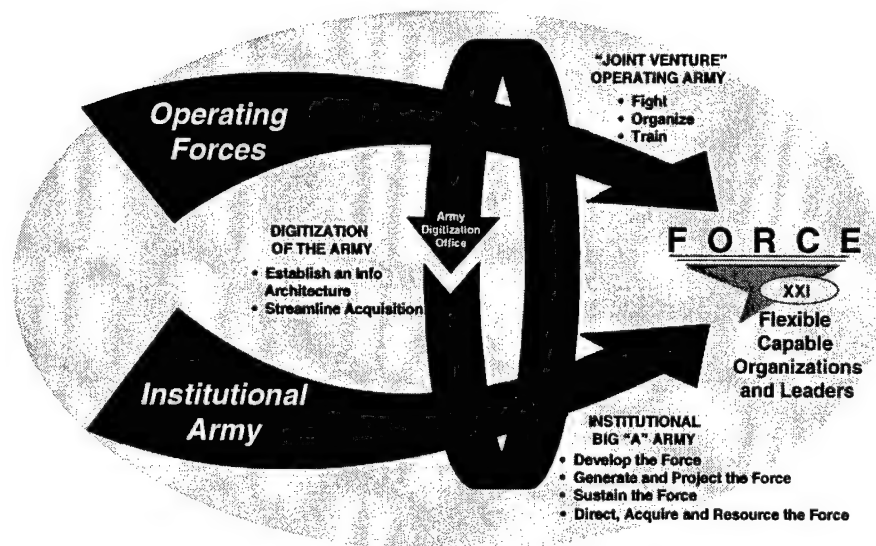 "JOINT VENTURE"
OPERATING ARMY
• Fight
• Organize
• Train
Operating
Forces
Army
Digitization
Office
DIGITIZATION
OF THE ARMY
• Establish an Info
Architecture
• Streamline Acquisition
FORCE
XXI
Flexible
Capable
Organizations
and Leaders
Institutional
Army
INSTITUTIONAL
BIG "A" ARMY
• Develop the Force
• Generate and Project the Force
• Sustain the Force
• Direct, Acquire and Resource the Force